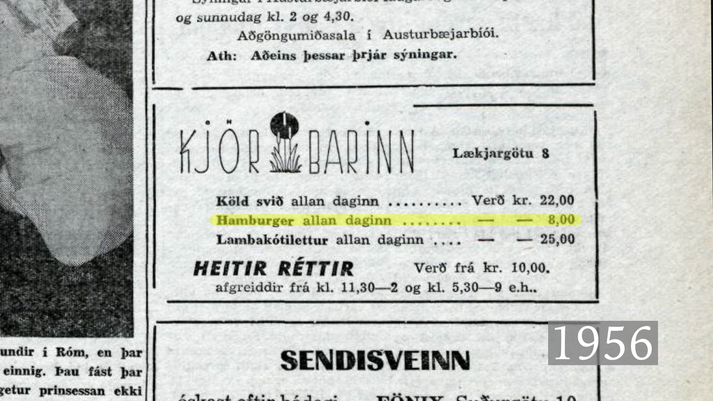 og sunnudag kl. 2 og 4,30.
Aðgöngumiðasala í Austurbæjarbíói.
Ath: Aðeins þessar þrjár sýningar.
KJÖRBARINN
Lækjargötu 8
Köld svið allan daginn .......... Verð kr. 22,00
Hamburger allan daginn ........ — — 8,00
Lambakótilettur allan daginn .... — — 25,00
HEITIR RÉTTIR Verð frá kr. 10,00.
afgreiddir frá kl. 11,30—2 og kl. 5,30—9 e.h..
1956
undir í Róm, en þar
einnig. Þau fást þar
getur prinsessan ekki
SENDISVEINN